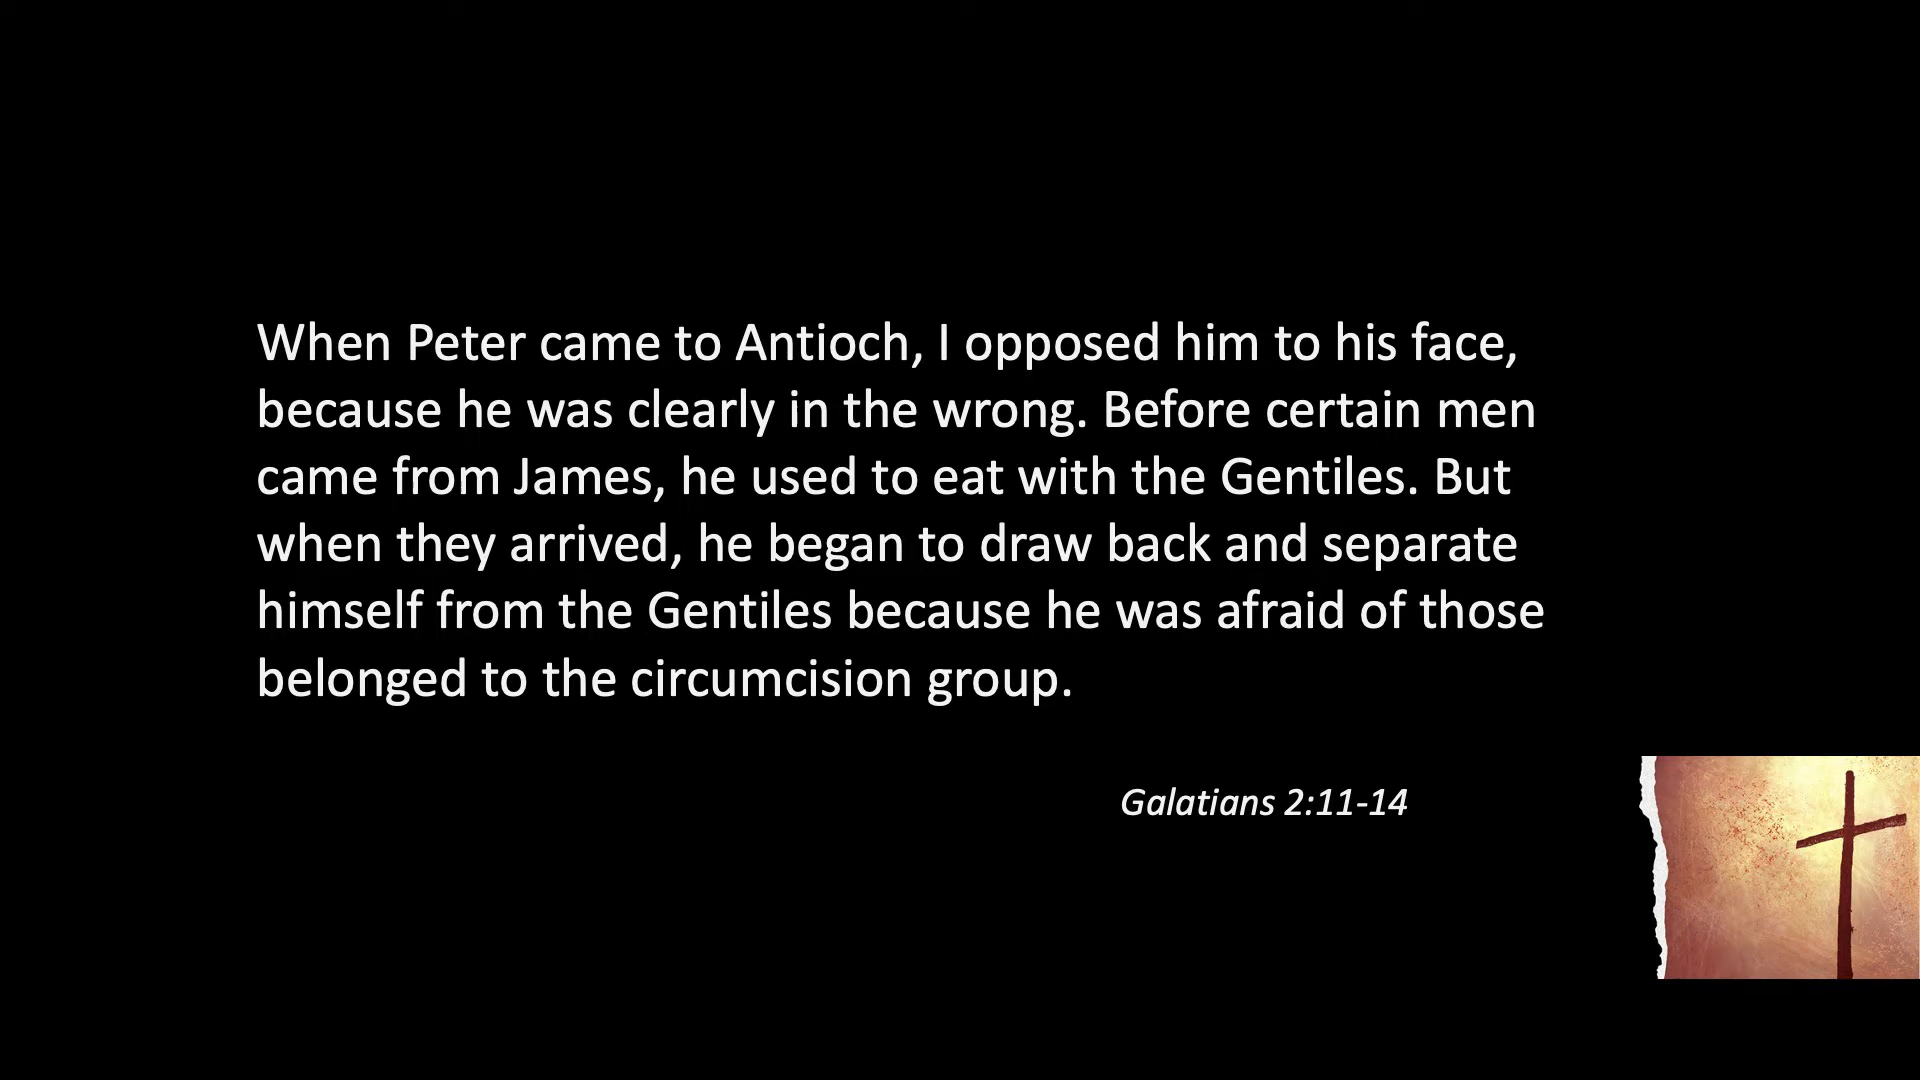 When Peter came to Antioch, I opposed him to his face,
because he was clearly in the wrong. Before certain men
came from James, he used to eat with the Gentiles. But
when they arrived, he began to draw back and separate
himself from the Gentiles because he was afraid of those
belonged to the circumcision group.
Galatians 2:11-14